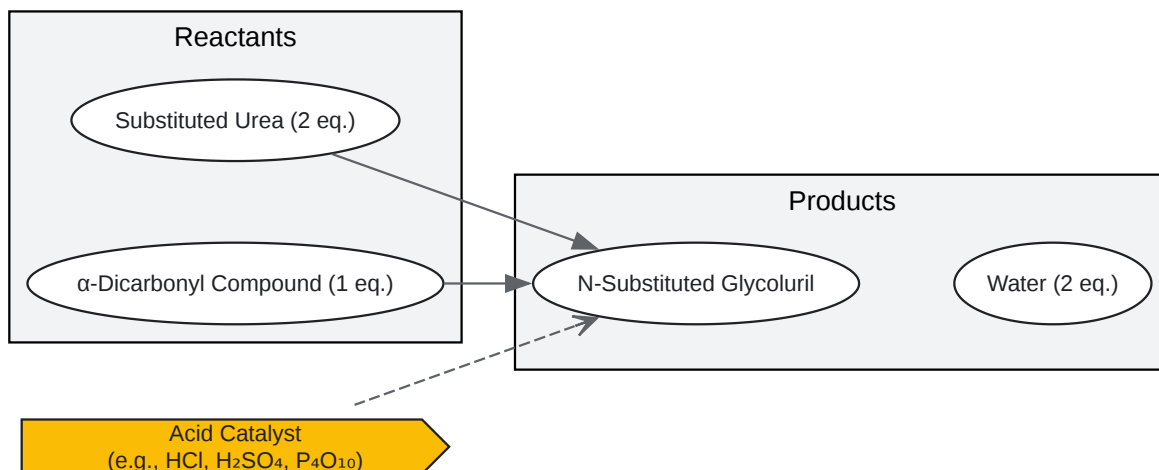 Reactants
Substituted Urea (2 eq.)
α-Dicarbonyl Compound (1 eq.)
Products
N-Substituted Glycoluril
Water (2 eq.)
Acid Catalyst
(e.g., HCl, H₂SO₄, P₄O₁₀)